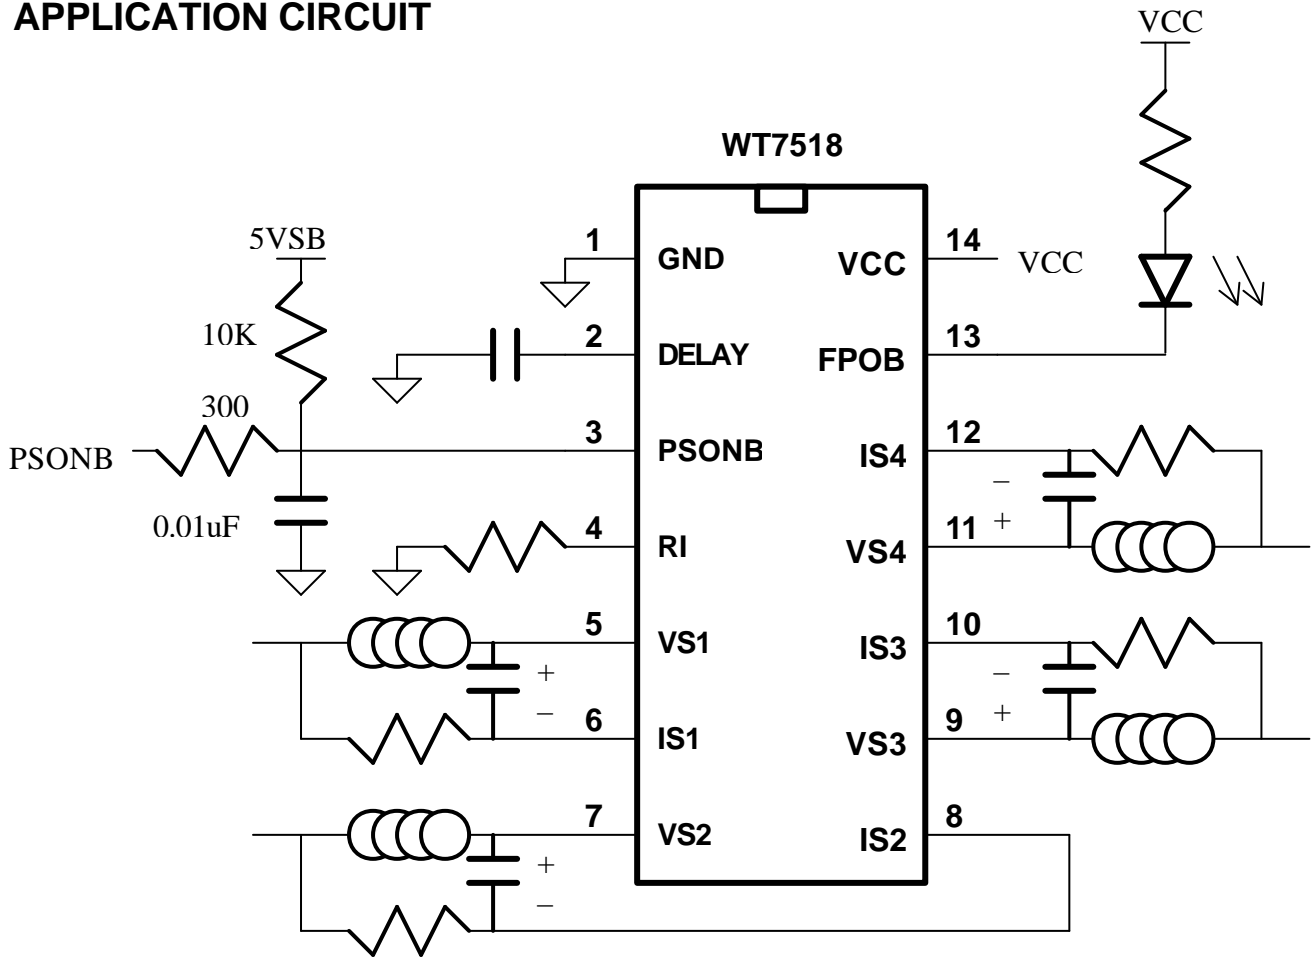 APPLICATION CIRCUIT
VCC
WT7518
5VSB
1 GND VCC 14 VCC
10K
2 DELAY FPOB 13
300
PSONB 3 PSONB IS4 12
−
0.01uF
+
4 RI VS4 11
5 VS1 IS3 10
+ −
− +
6 IS1 VS3 9
7 VS2 IS2 8
+
−